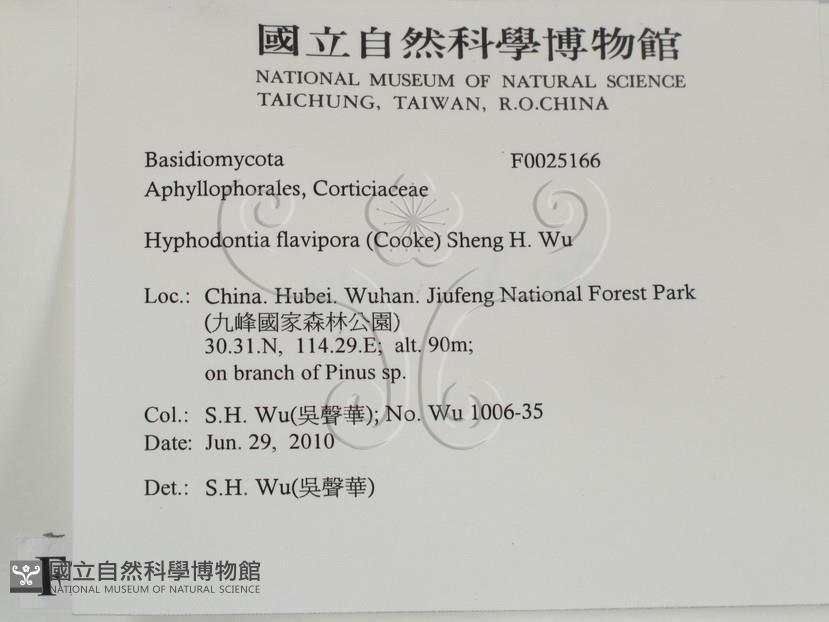 國立自然科學博物館
NATIONAL MUSEUM OF NATURAL SCIENCE
TAICHUNG, TAIWAN, R.O.CHINA
Basidiomycota F0025166
Aphyllophorales, Corticiaceae
Hyphodontia flavipora (Cooke) Sheng H. Wu
Loc.: China. Hubei. Wuhan. Jiufeng National Forest Park
(九峰國家森林公園)
30.31.N, 114.29.E; alt. 90m;
on branch of Pinus sp.
Col.: S.H. Wu(吳聲華); No. Wu 1006-35
Date: Jun. 29, 2010
Det.: S.H. Wu(吳聲華)
F
國立自然科學博物館
NATIONAL MUSEUM OF NATURAL SCIENCE